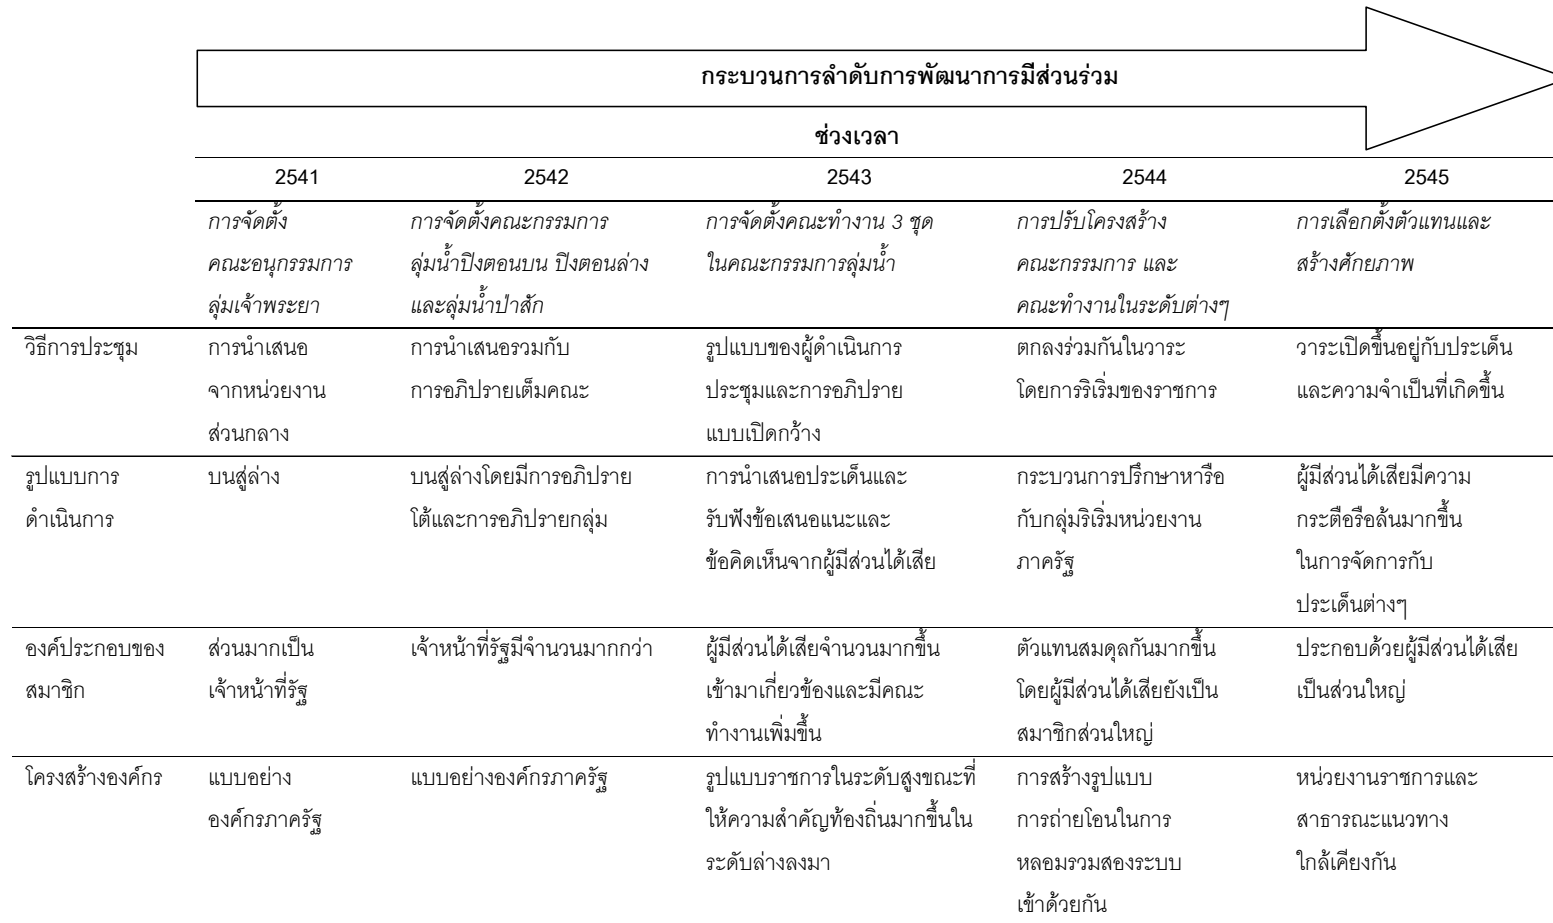 กระบวนการลำดับการพัฒนาการมีส่วนร่วม
ช่วงเวลา
2541 2542 2543 2544 2545
การจัดตั้ง การจัดตั้งคณะกรรมการ การจัดตั้งคณะทำงาน 3 ชุด การปรับโครงสร้าง การเลือกตั้งตัวแทนและ
คณะอนุกรรมการ ลุ่มน้ำปิงตอนบน ปิงตอนล่าง ในคณะกรรมการลุ่มน้ำ คณะกรรมการ และ สร้างศักยภาพ
ลุ่มเจ้าพระยา และลุ่มน้ำป่าสัก คณะทำงานในระดับต่างๆ
วิธีการประชุม การนำเสนอ การนำเสนอรวมกับ รูปแบบของผู้ดำเนินการ ตกลงร่วมกันในวาระ วาระเปิดขึ้นอยู่กับประเด็น
จากหน่วยงาน การอภิปรายเต็มคณะ ประชุมและการอภิปราย โดยการริเริ่มของราชการ และความจำเป็นที่เกิดขึ้น
ส่วนกลาง แบบเปิดกว้าง
รูปแบบการ บนสู่ล่าง บนสู่ล่างโดยมีการอภิปราย การนำเสนอประเด็นและ กระบวนการปรึกษาหารือ ผู้มีส่วนได้เสียมีความ
ดำเนินการ โต้และการอภิปรายกลุ่ม รับฟังข้อเสนอแนะและ กับกลุ่มริเริ่มหน่วยงาน กระตือรือล้นมากขึ้น
ข้อคิดเห็นจากผู้มีส่วนได้เสีย ภาครัฐ ในการจัดการกับ
ประเด็นต่างๆ
องค์ประกอบของ ส่วนมากเป็น เจ้าหน้าที่รัฐมีจำนวนมากกว่า ผู้มีส่วนได้เสียจำนวนมากขึ้น ตัวแทนสมดุลกันมากขึ้น ประกอบด้วยผู้มีส่วนได้เสีย
สมาชิก เจ้าหน้าที่รัฐ เข้ามาเกี่ยวข้องและมีคณะ โดยผู้มีส่วนได้เสียยังเป็น เป็นส่วนใหญ่
ทำงานเพิ่มขึ้น สมาชิกส่วนใหญ่
โครงสร้างองค์กร แบบอย่าง แบบอย่างองค์กรภาครัฐ รูปแบบราชการในระดับสูงขณะที่ การสร้างรูปแบบ หน่วยงานราชการและ
องค์กรภาครัฐ ให้ความสำคัญท้องถิ่นมากขึ้นใน การถ่ายโอนในการ สาธารณะแนวทาง
ระดับล่างลงมา หลอมรวมสองระบบ ใกล้เคียงกัน
เข้าด้วยกัน